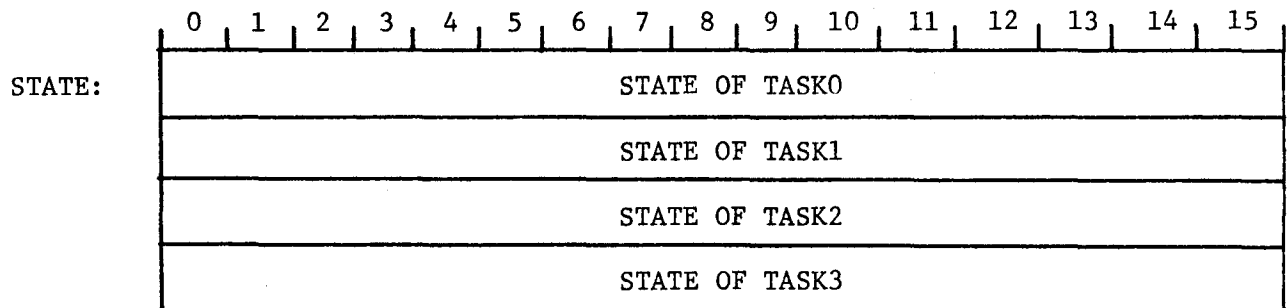 0 1 2 3 4 5 6 7 8 9 10 11 12 13 14 15
STATE: STATE OF TASK0
STATE OF TASK1
STATE OF TASK2
STATE OF TASK3